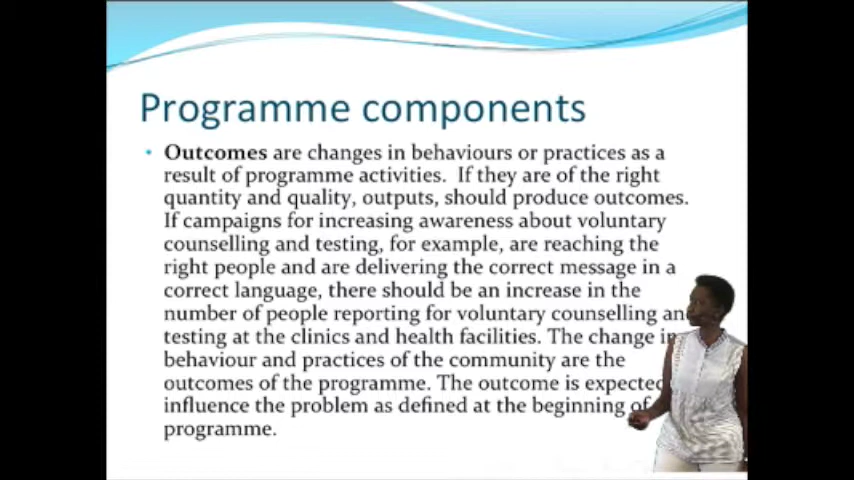 Programme components
• Outcomes are changes in behaviours or practices as a
result of programme activities. If they are of the right
quantity and quality, outputs, should produce outcomes.
If campaigns for increasing awareness about voluntary
counselling and testing, for example, are reaching the
right people and are delivering the correct message in a
correct language, there should be an increase in the
number of people reporting for voluntary counselling
testing at the clinics and health facilities. The change in
behaviour and practices of the community are the
outcomes of the programme. The outcome is expected
influence the problem as defined at the beginning of
programme.